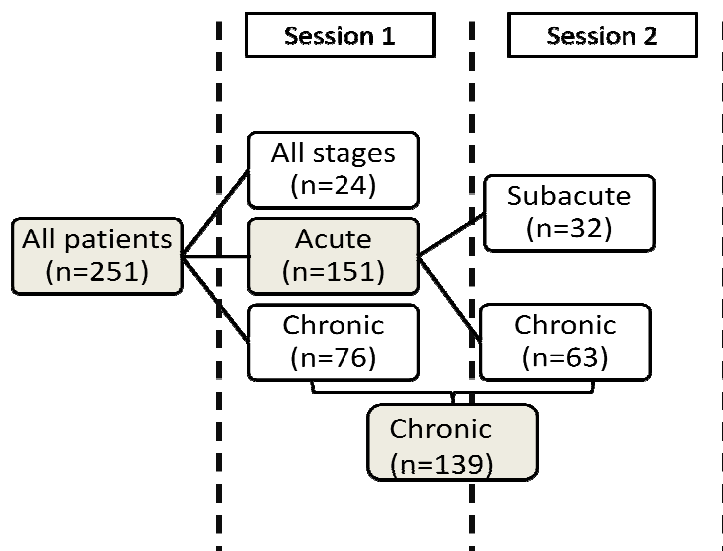 Session 1
Session 2
All patients
(n=251)
All stages
(n=24)
Acute
(n=151)
Chronic
(n=76)
Subacute
(n=32)
Chronic
(n=63)
Chronic
(n=139)